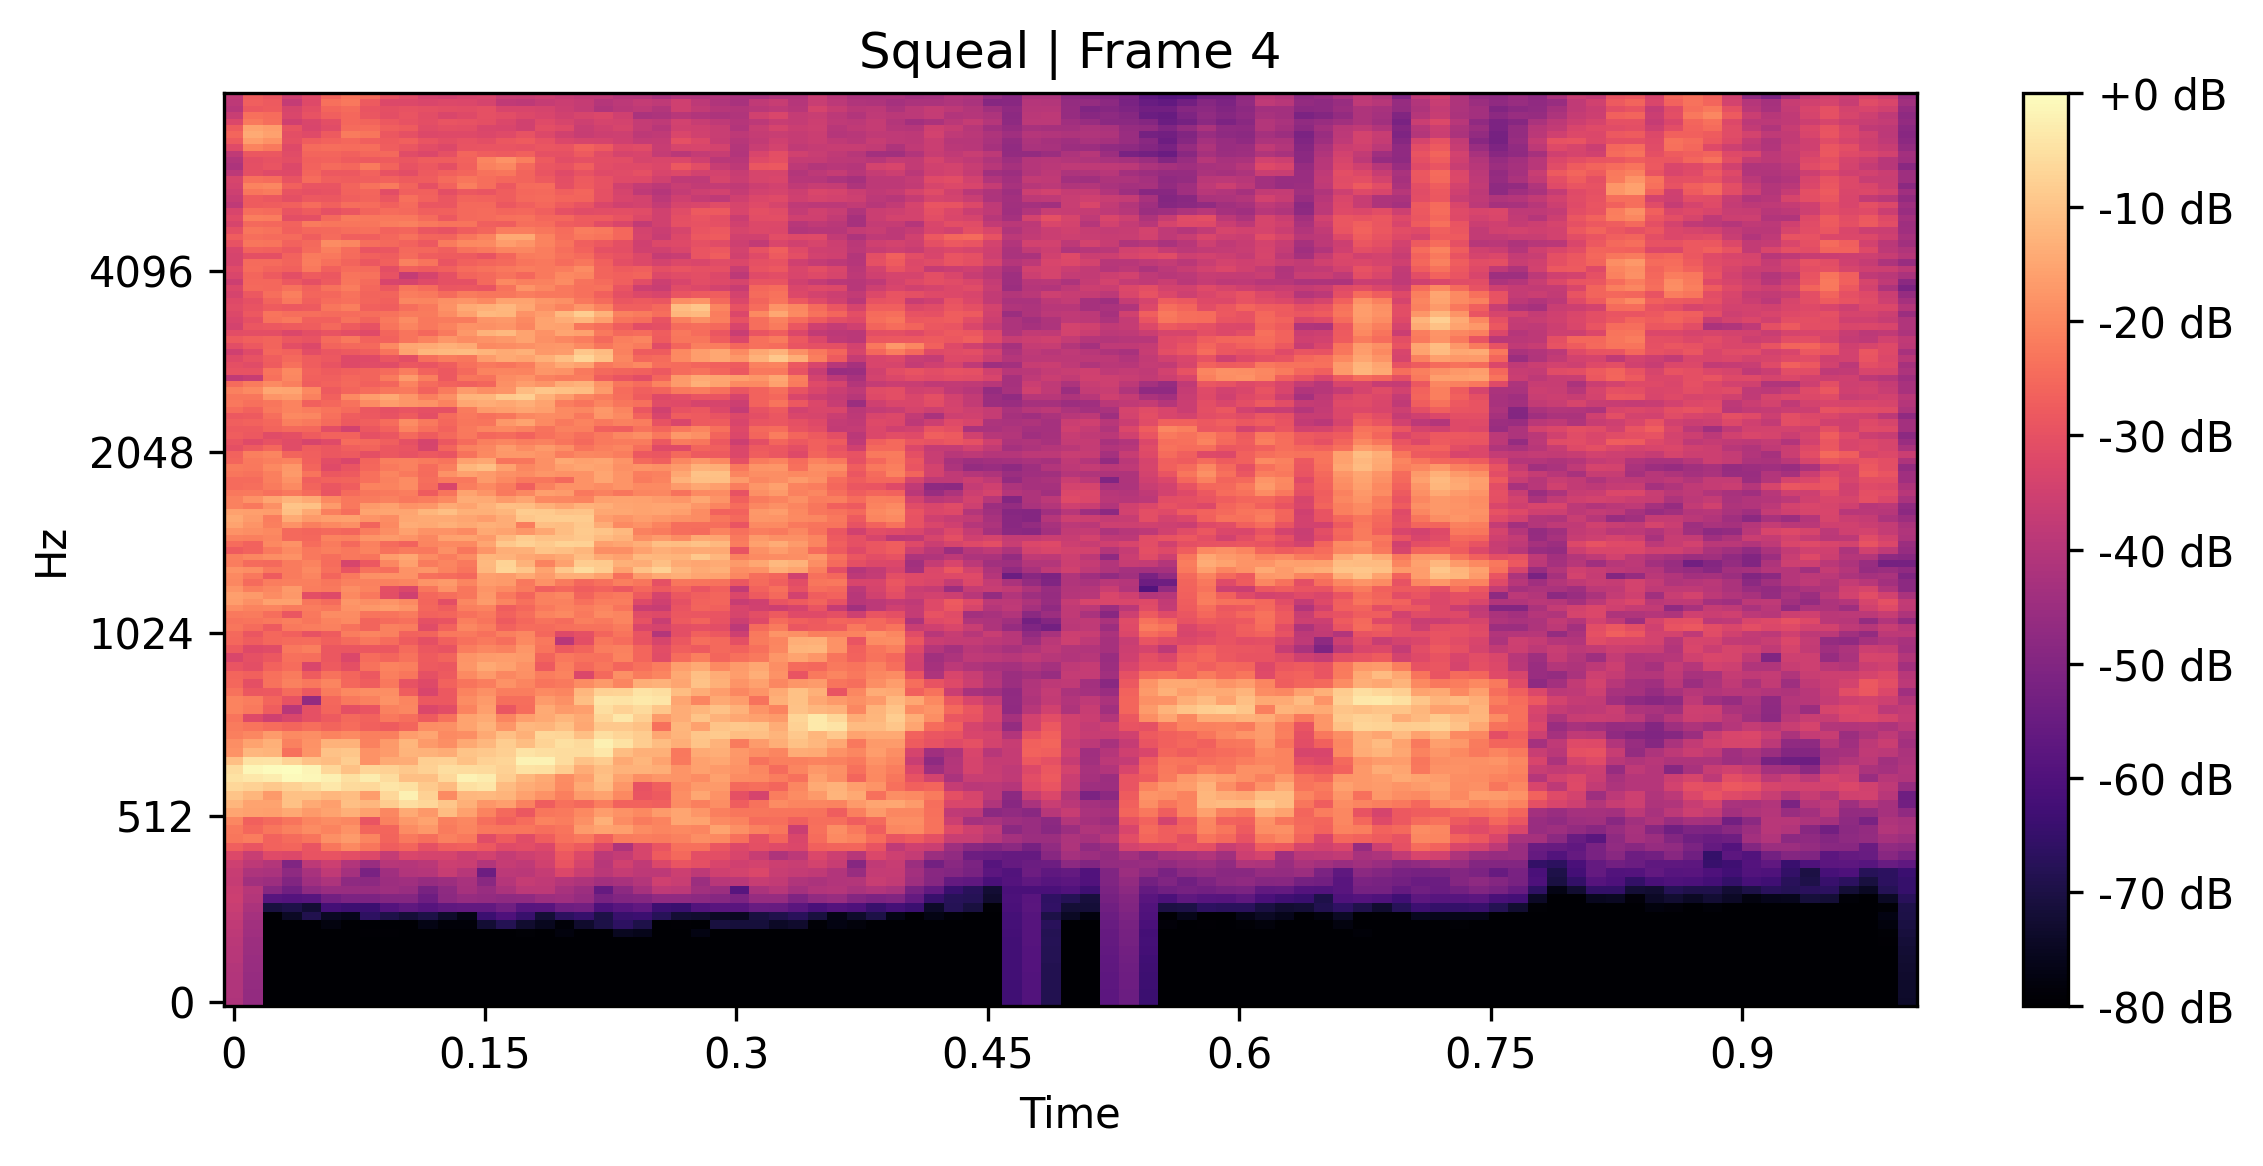 Squeal | Frame 4
Hz
4096
2048
1024
512
0
0 0.15 0.3 0.45 0.6 0.75 0.9
Time
+0 dB
-10 dB
-20 dB
-30 dB
-40 dB
-50 dB
-60 dB
-70 dB
-80 dB